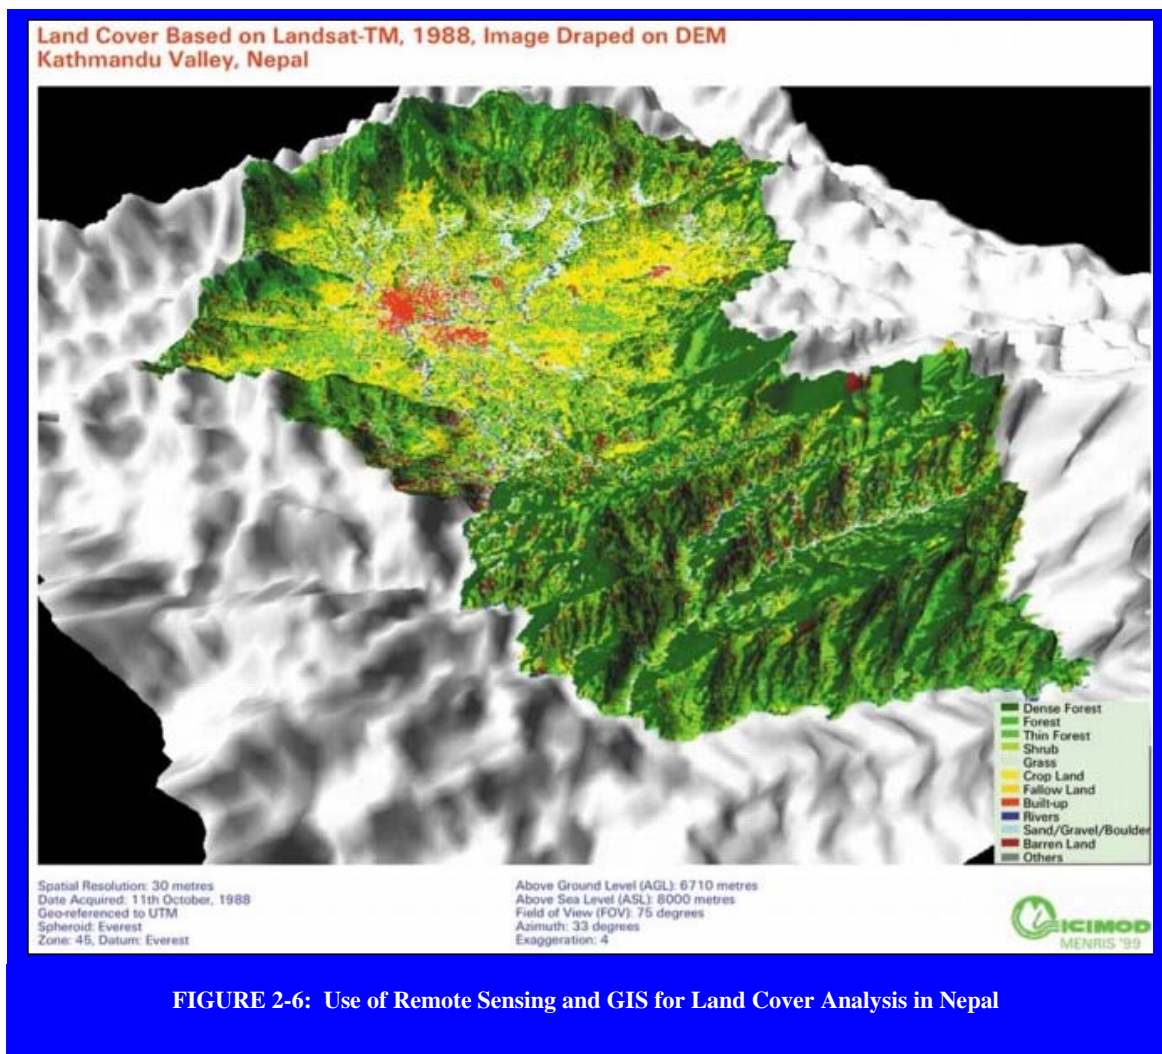 Land Cover Based on Landsat-TM, 1988, Image Draped on DEM
Kathmandu Valley, Nepal
Dense Forest
Forest
Thin Forest
Shrub
Grass
Crop Land
Fallow Land
Built-up
Rivers
Sand/Gravel/Boulder
Barren Land
Others
Spatial Resolution: 30 metres
Date Acquired: 11th October, 1988
Geo-referenced to UTM
Spheroid: Everest
Zone: 45, Datum: Everest
Above Ground Level (AGL): 6710 metres
Above Sea Level (ASL): 8000 metres
Field of View (FOV): 75 degrees
Azimuth: 33 degrees
Exaggeration: 4
ICIMOD
MENRIS '99
FIGURE 2-6: Use of Remote Sensing and GIS for Land Cover Analysis in Nepal